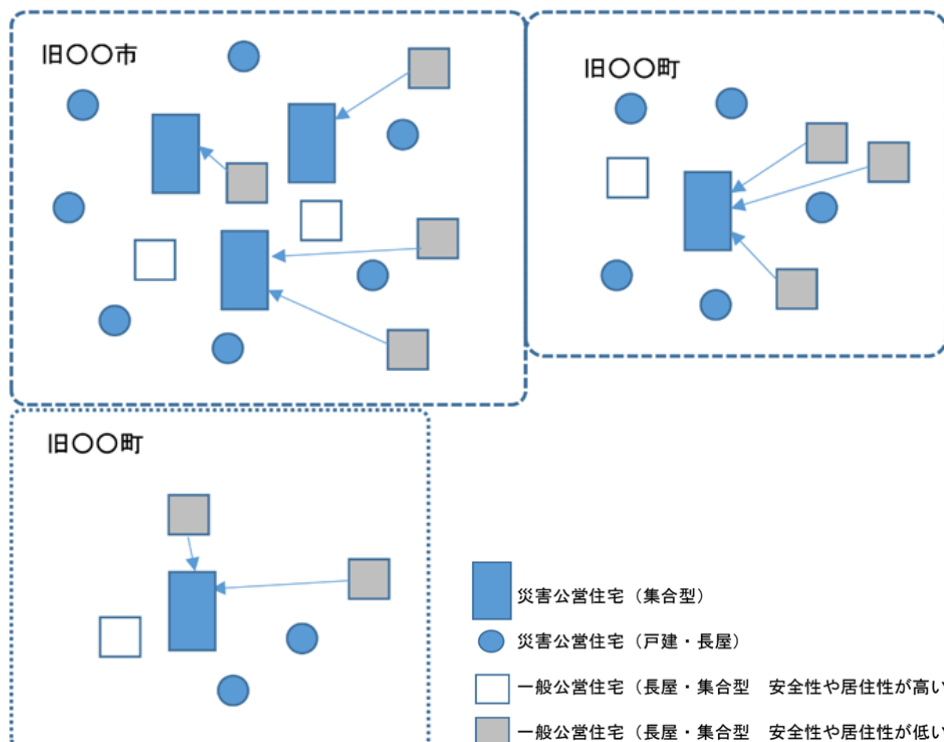 旧〇〇市
旧〇〇町
旧〇〇町
災害公営住宅（集合型）
災害公営住宅（戸建・長屋）
一般公営住宅（長屋・集合型　安全性や居住性が高い
一般公営住宅（長屋・集合型　安全性や居住性が低い